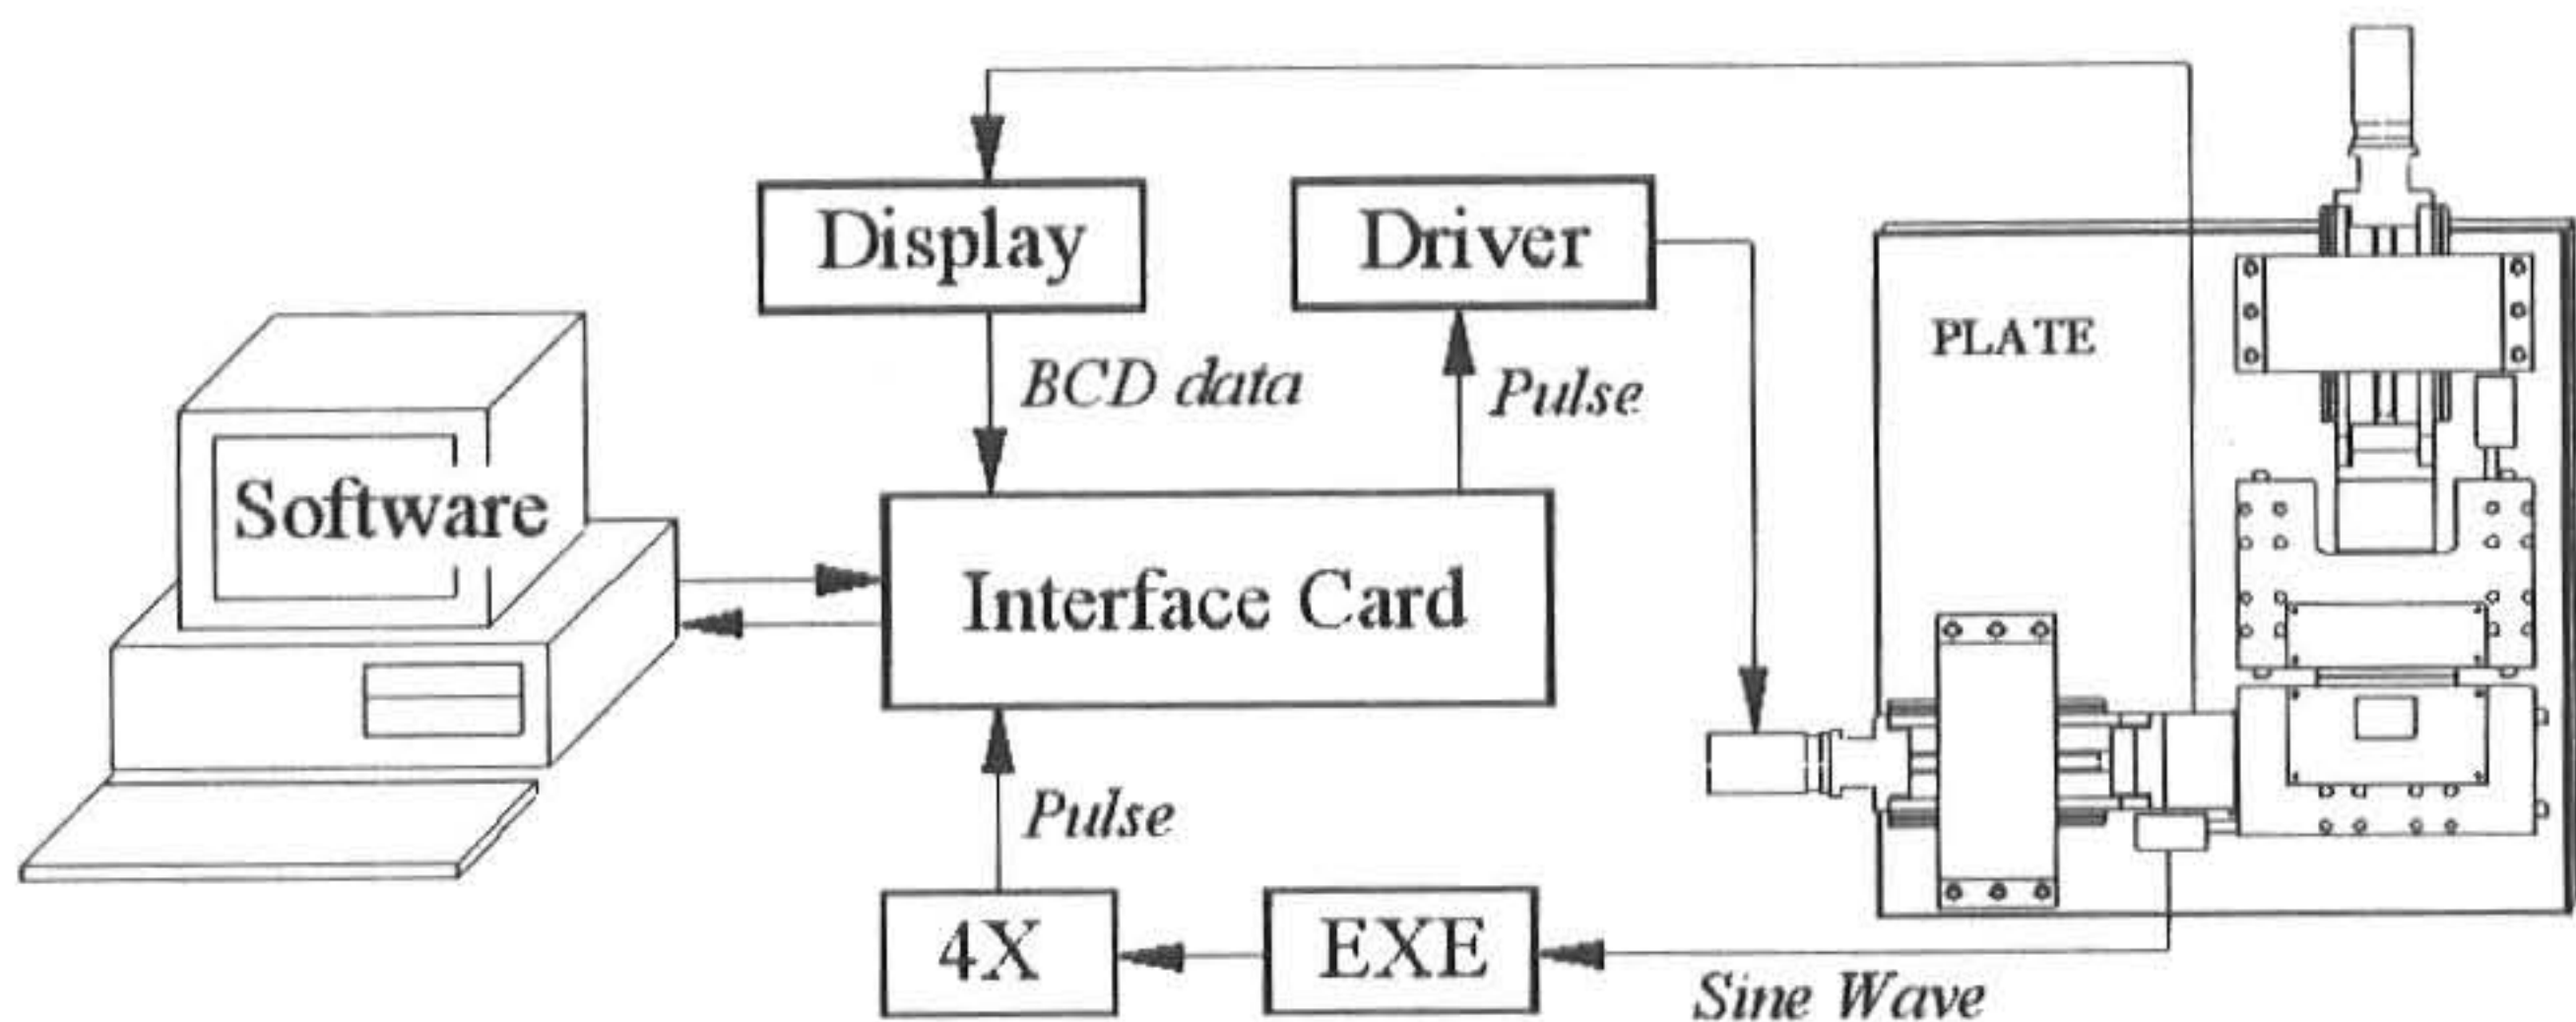 Display
Driver
PLATE
BCD data
Pulse
Software
Interface Card
Pulse
4X
EXE
Sine Wave